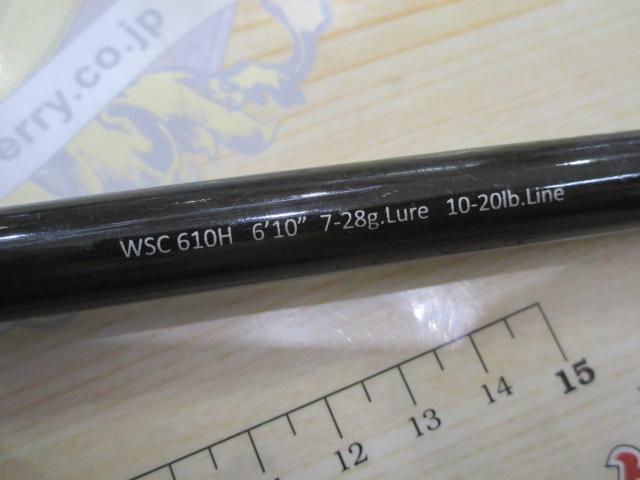 erry.co.jp
WSC 610H 6'10" 7-28g.Lure 10-20lb.Line
12 13 14 15